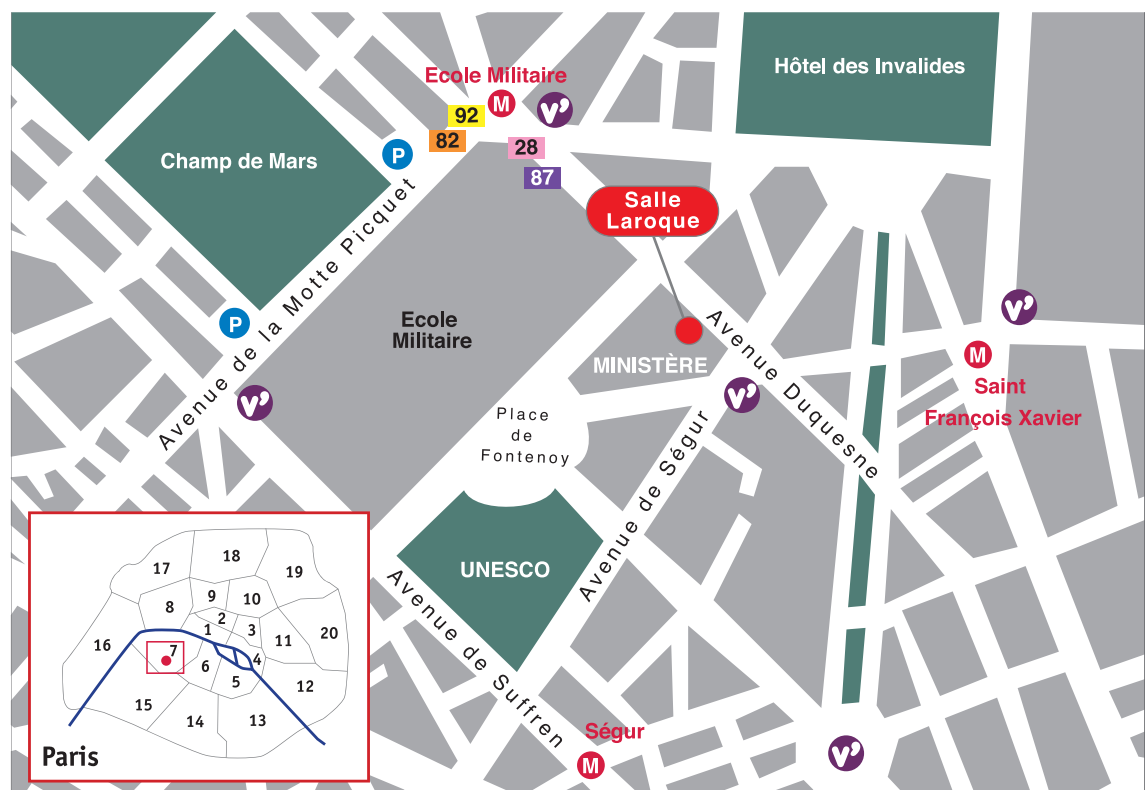 Ecole Militaire
M
V'
Hôtel des Invalides
92
82
28
87
P
Champ de Mars
Salle
Laroque
Avenue de la Motte Picquet
P
V'
Ecole
Militaire
MINISTÈRE
Avenue Duquesne
V'
M
Saint
François Xavier
V'
V'
Place
de
Fontenoy
Avenue de Ségur
UNESCO
Avenue de Suffren
Ségur
M
V'
18
17
19
9
10
8
2
1
3
11
20
16
7
6
4
5
12
15
14
13
Paris